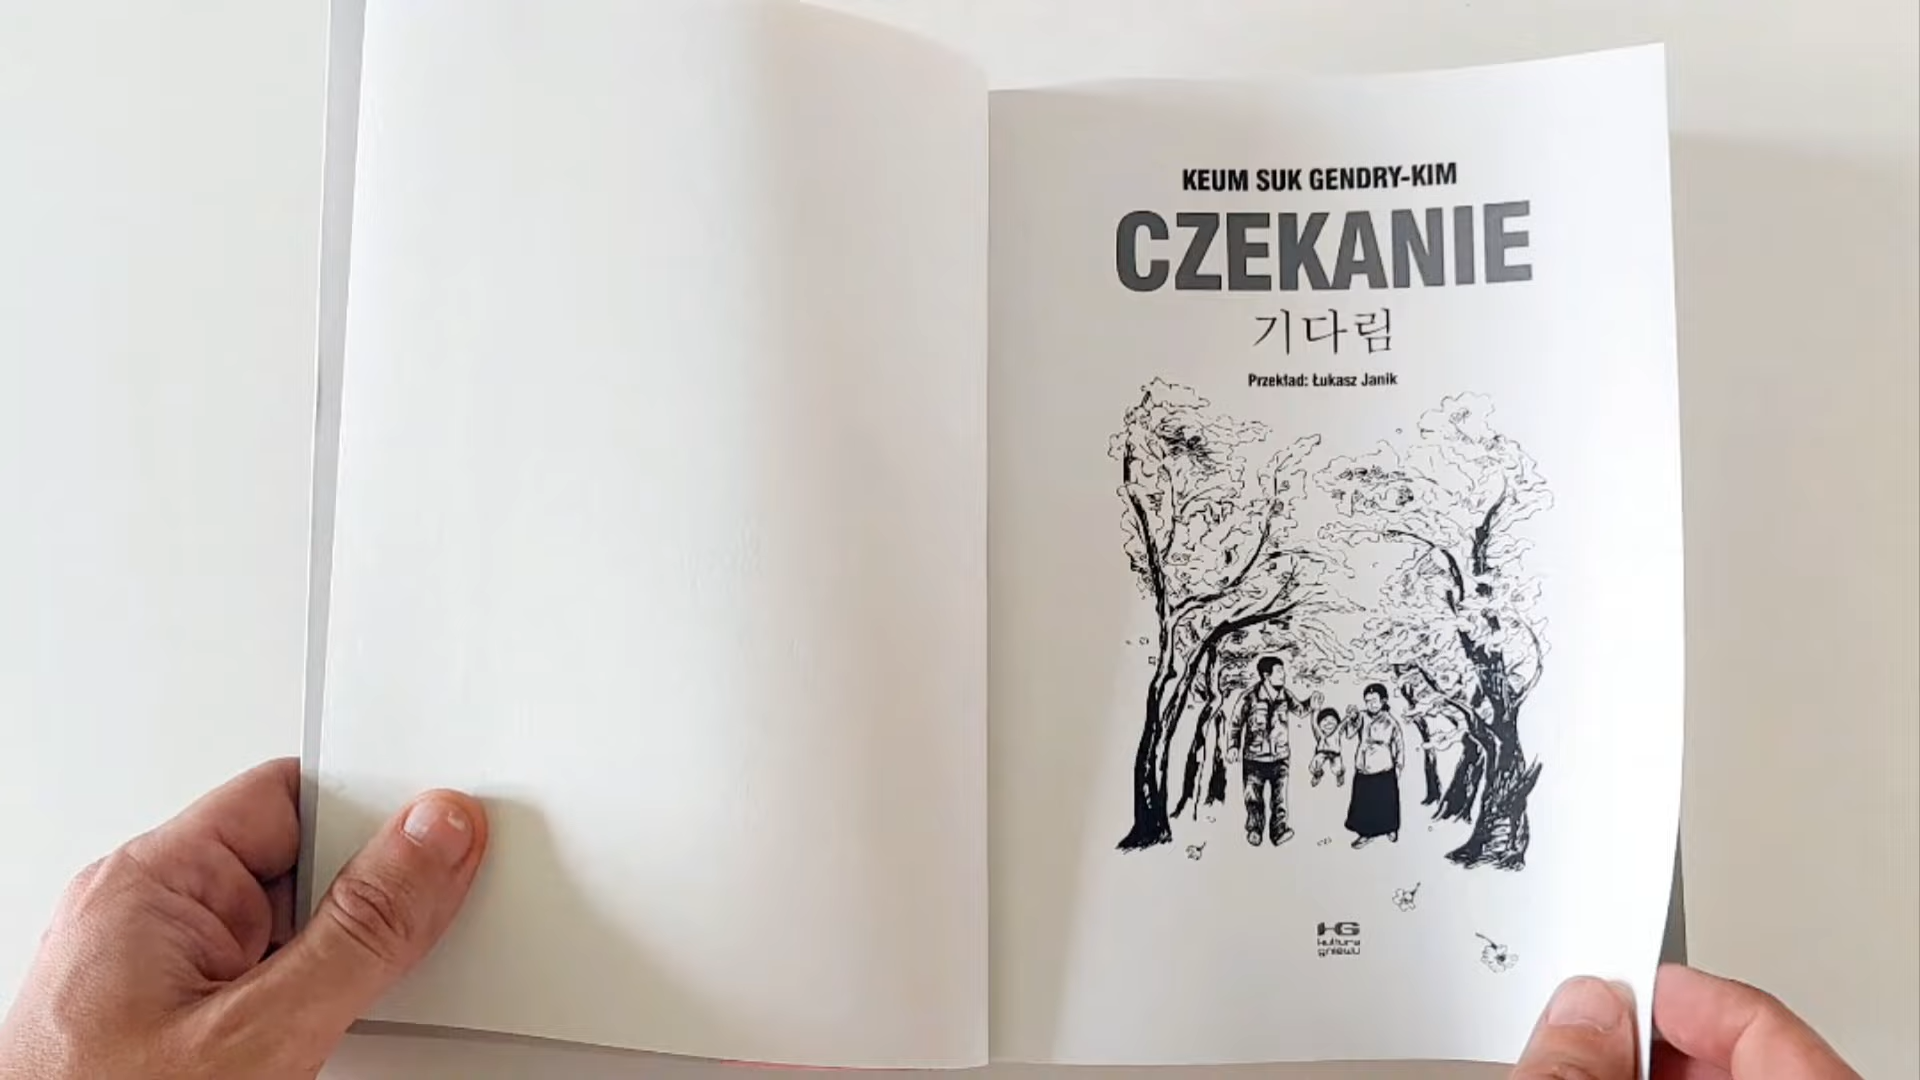 KEUM SUK GENDRY-KIM
CZEKANIE
기다림
Przekład: Łukasz Janik
kultura
gniewu